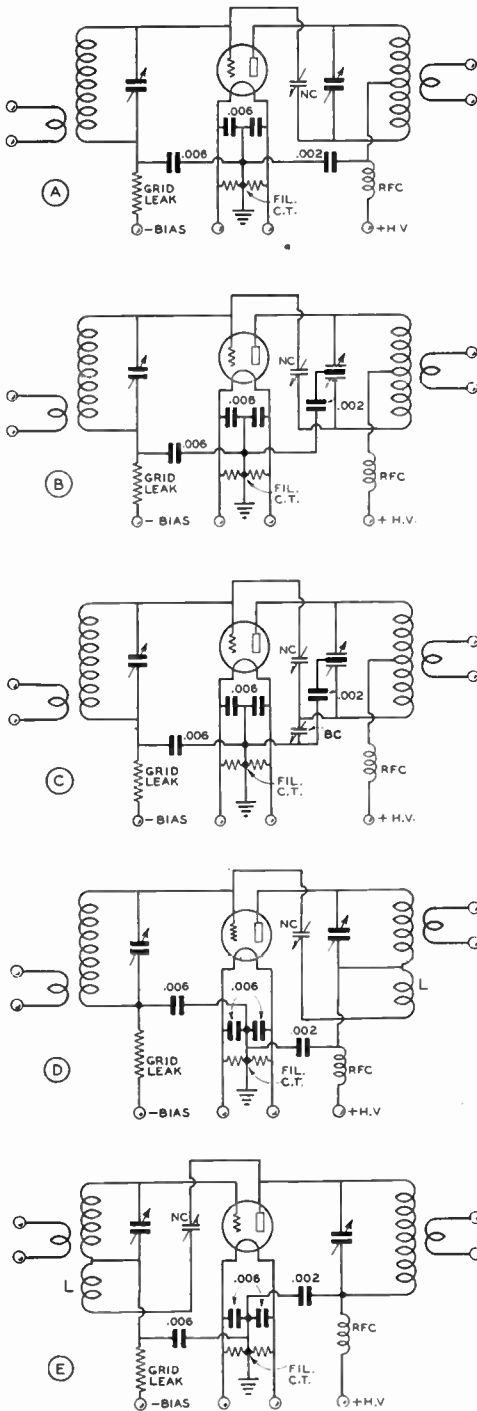 NC
.006
.006
.002
A
GRID
LEAK
FIL.
C.T.
RFC
–BIAS
+H.V
NC
.006
.002
.006
B
GRID
LEAK
FIL.
C.T.
RFC
–BIAS
+ H.V.
NC
.006
.002
.006
BC
C
GRID
LEAK
FIL.
C.T.
RFC
–BIAS
+ H.V.
NC
L
.006
.006
.002
GRID
LEAK
D
FIL.
C.T.
RFC
–BIAS
+H.V
NC
L
.006
.002
.006
RFC
E
GRID
LEAK
FIL.
C.T.
–BIAS
+H.V